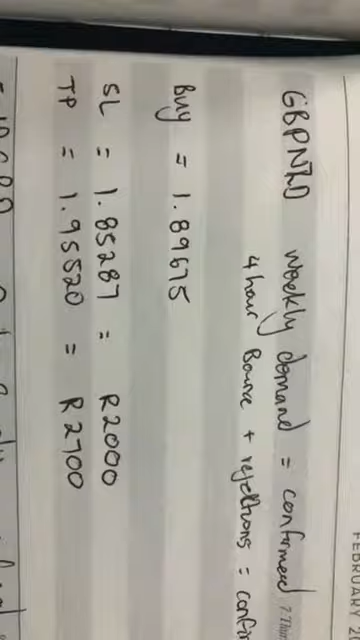 FEBRUARY
GBPNZD weekly demand = confirmed
4 hour Bounce + rejections =
Buy = 1.89675
SL = 1.85287 = R2000
TP = 1.95520 = R2700